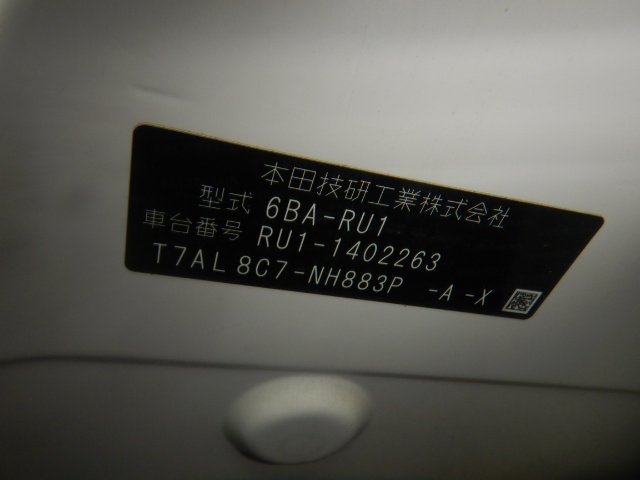 本田技研工業株式会社
型式 6BA-RU1
車台番号 RU1-1402263
T7AL 8C7-NH883P -A -X